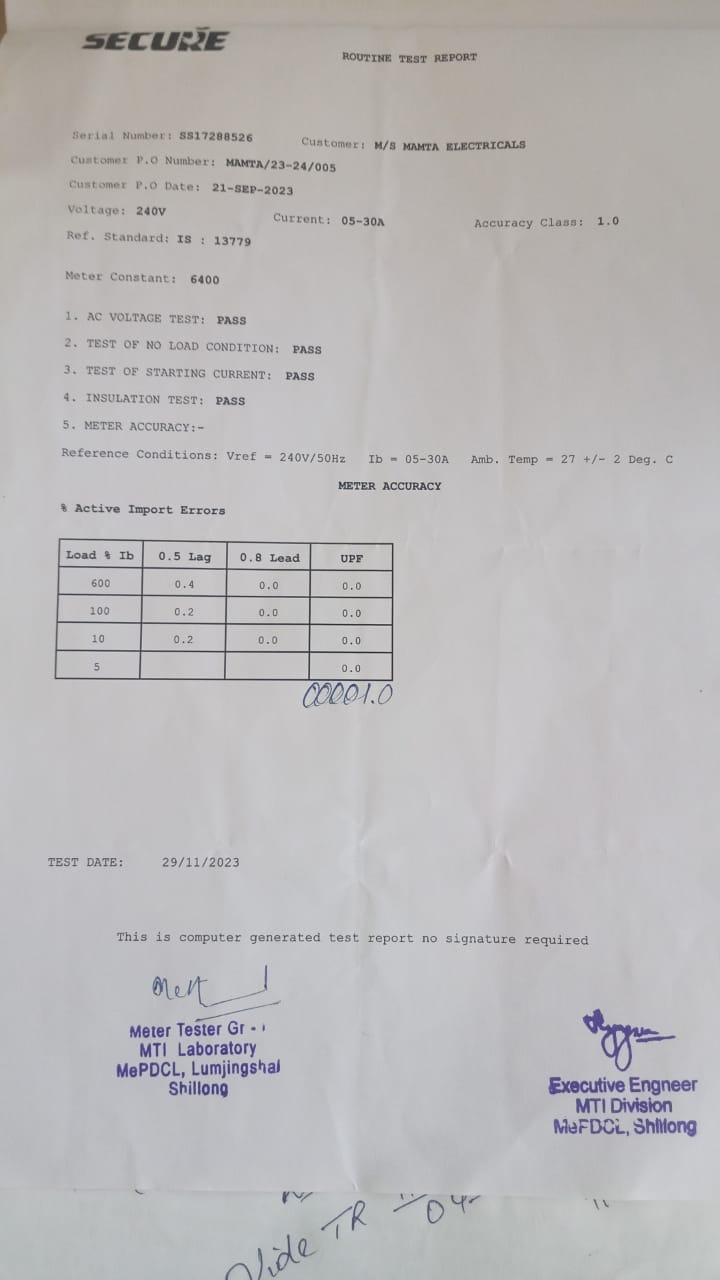 SECURE
ROUTINE TEST REPORT
Serial Number: SS17288526 Customer: M/S MAMTA ELECTRICALS
Customer P.O Number: MAMTA/23-24/005
Customer P.O Date: 21-SEP-2023
Voltage: 240V Current: 05-30A Accuracy Class: 1.0
Ref. Standard: IS : 13779
Meter Constant: 6400
1. AC VOLTAGE TEST: PASS
2. TEST OF NO LOAD CONDITION: PASS
3. TEST OF STARTING CURRENT: PASS
4. INSULATION TEST: PASS
5. METER ACCURACY:-
Reference Conditions: Vref = 240V/50Hz Ib = 05-30A Amb. Temp = 27 +/- 2 Deg. C
METER ACCURACY
% Active Import Errors
Load % Ib 0.5 Lag 0.8 Lead UPF
600 0.4 0.0 0.0
100 0.2 0.0 0.0
10 0.2 0.0 0.0
5 0.0
00001.0
TEST DATE: 29/11/2023
This is computer generated test report no signature required
Meter Tester Gr -
MTI Laboratory
MePDCL, Lumjingshai
Shillong
Executive Engneer
MTI Division
MePDCL, Shillong
Vide TR
04